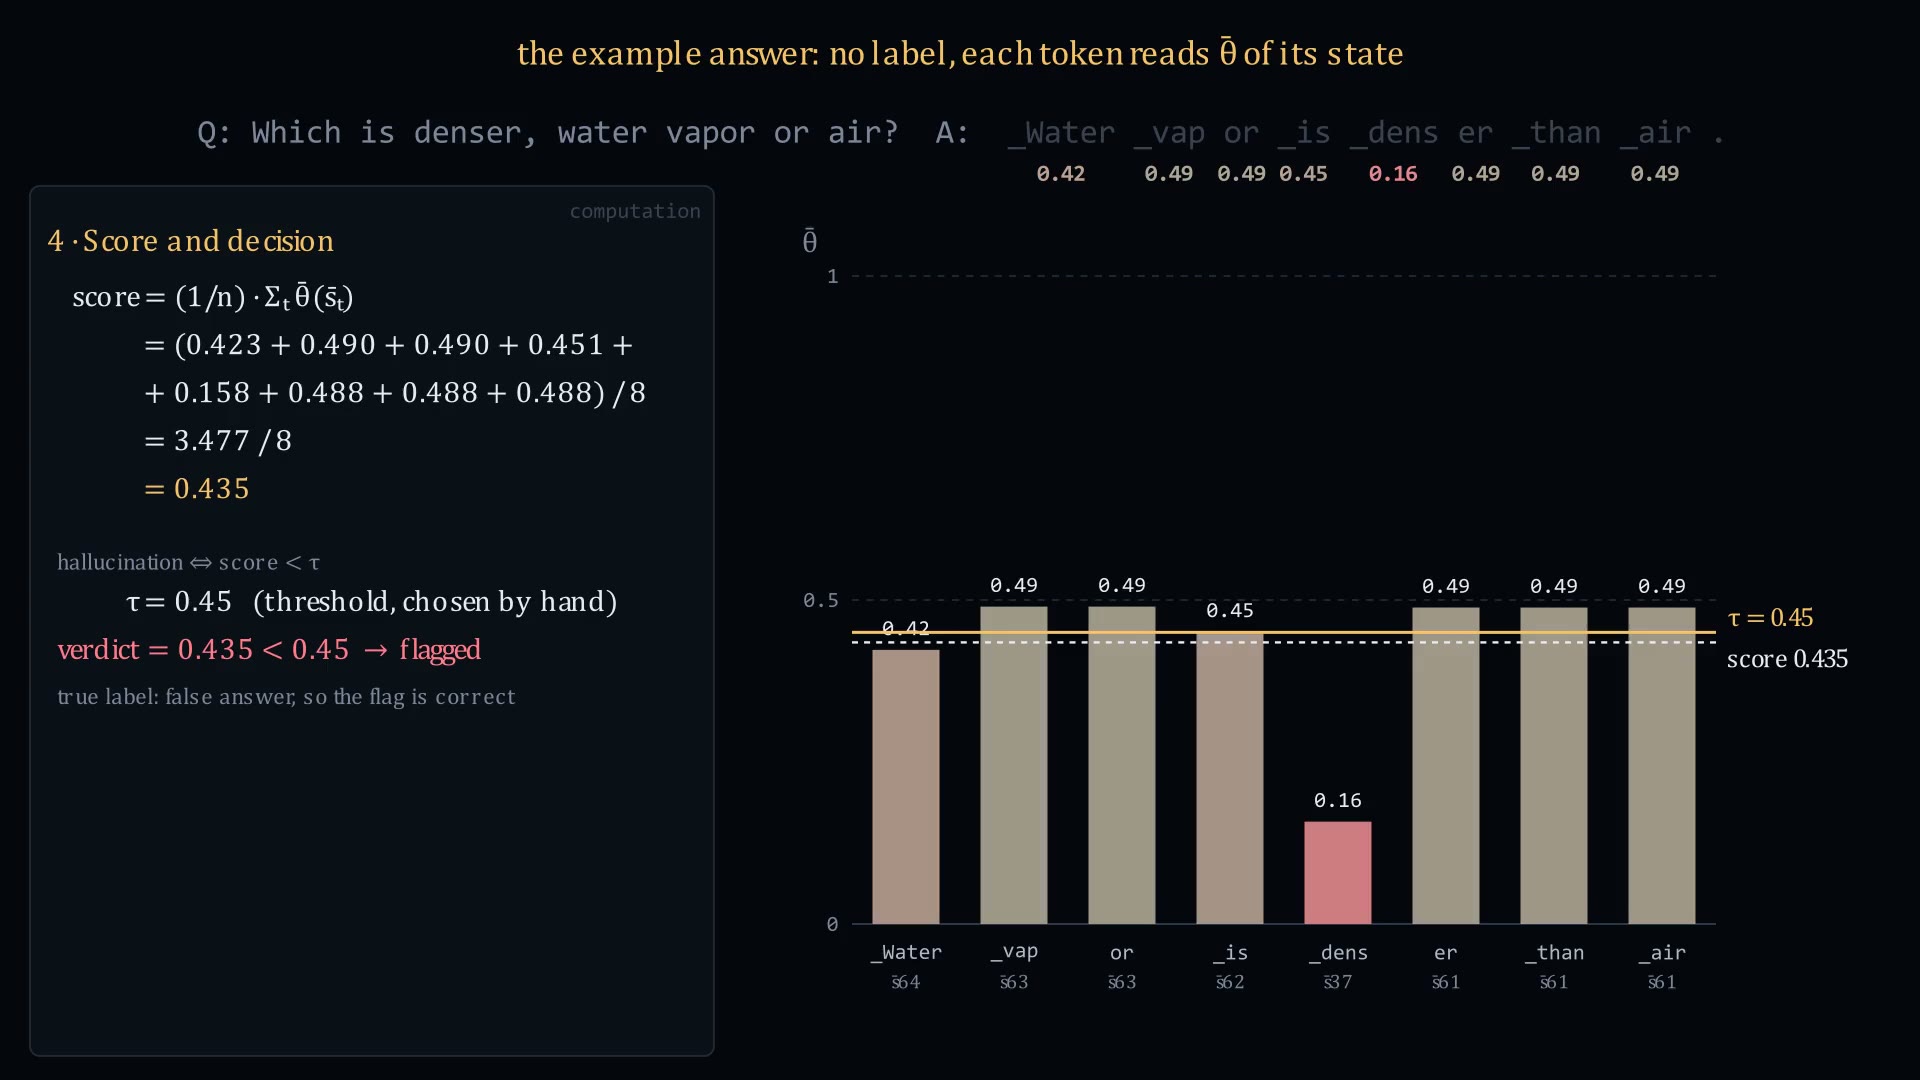 the example answer: no label, each token reads θ̄ of its state
Q: Which is denser, water vapor or air?  A:  _Water _vap or _is _dens er _than _air .
0.42 0.49 0.49 0.45 0.16 0.49 0.49 0.49
computation
4 · Score and decision
score = (1/n) · Σₜ θ̄(s̄ₜ)
= (0.423 + 0.490 + 0.490 + 0.451 +
+ 0.158 + 0.488 + 0.488 + 0.488) / 8
= 3.477 / 8
= 0.435
hallucination ⇔ score < τ
τ = 0.45 (threshold, chosen by hand)
verdict = 0.435 < 0.45 → flagged
true label: false answer, so the flag is correct
θ̄
1
0.5
0
0.42 0.49 0.49 0.45 0.16 0.49 0.49 0.49
τ = 0.45
score 0.435
_Water _vap or _is _dens er _than _air
s̄64 s̄63 s̄63 s̄62 s̄37 s̄61 s̄61 s̄61